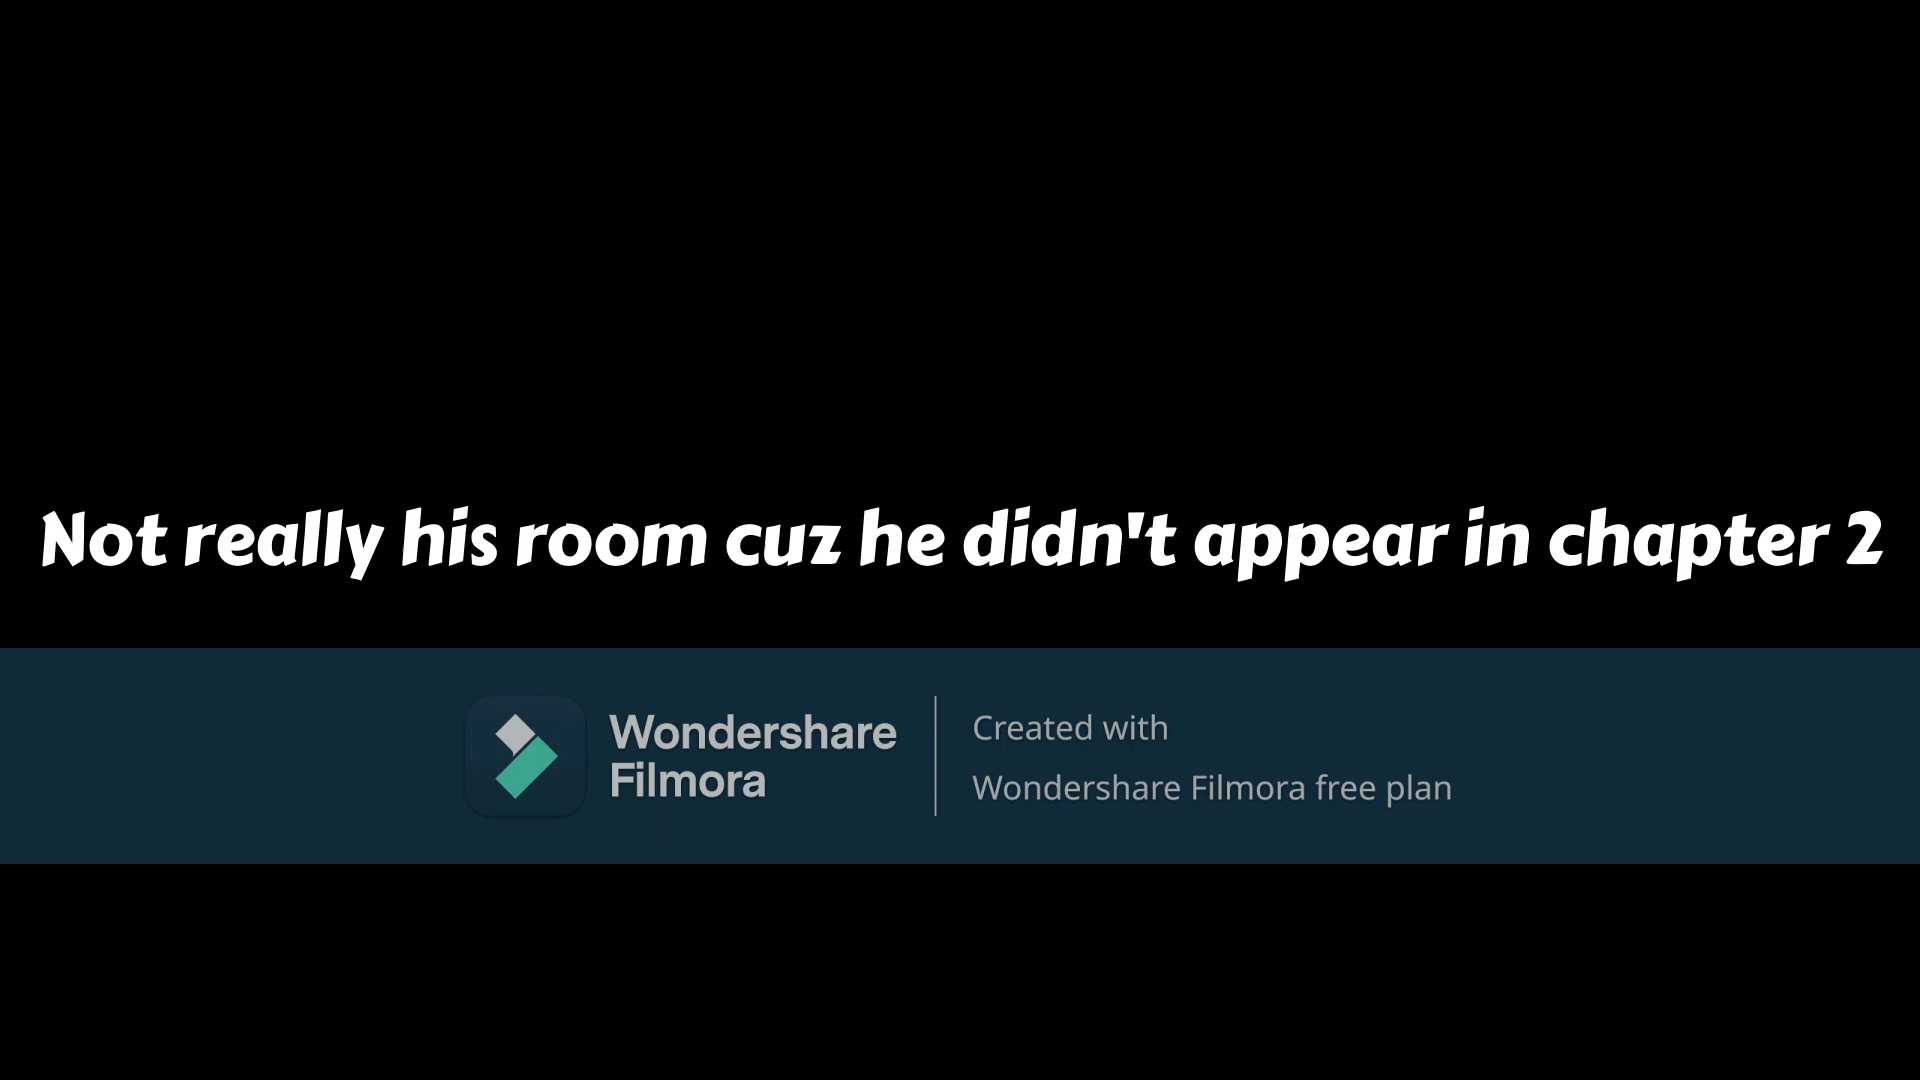 Not really his room cuz he didn't appear in chapter 2
Wondershare
Filmora
Created with
Wondershare Filmora free plan